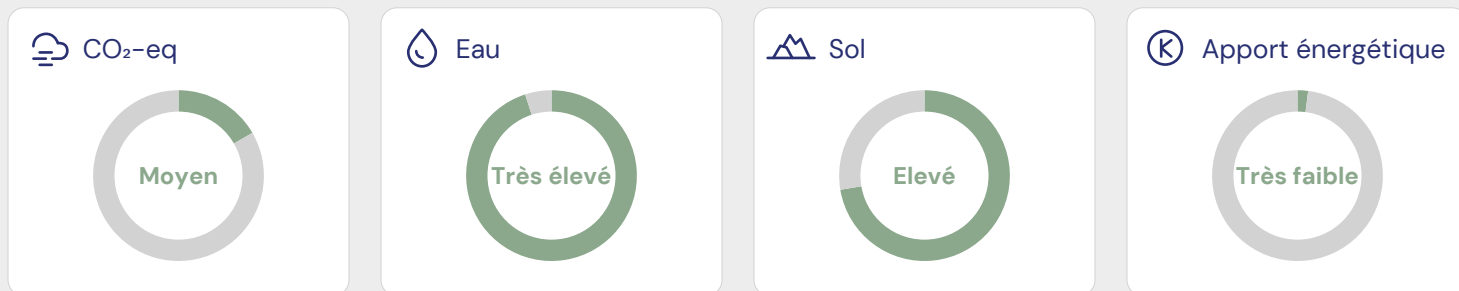 CO₂-eq
Moyen
Eau
Très élevé
Sol
Elevé
Apport énergétique
Très faible